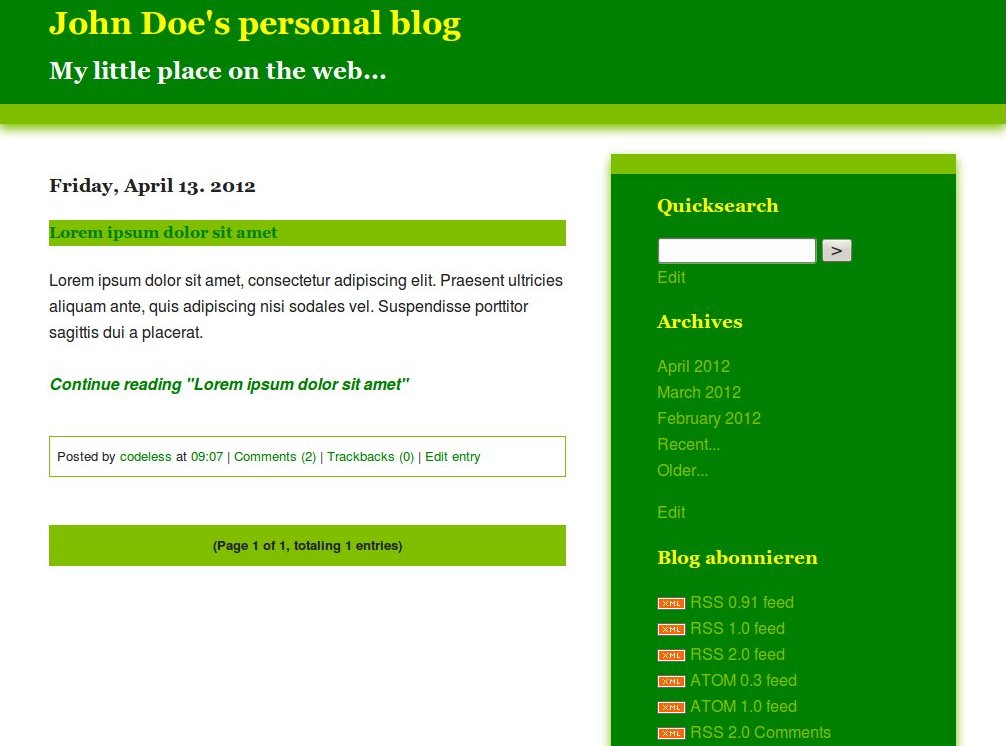 John Doe's personal blog
My little place on the web...
Friday, April 13. 2012
Lorem ipsum dolor sit amet
Lorem ipsum dolor sit amet, consectetur adipiscing elit. Praesent ultricies
aliquam ante, quis adipiscing nisi sodales vel. Suspendisse porttitor
sagittis dui a placerat.
Continue reading "Lorem ipsum dolor sit amet"
Posted by codeless at 09:07 | Comments (2) | Trackbacks (0) | Edit entry
(Page 1 of 1, totaling 1 entries)
Quicksearch
>
Edit
Archives
April 2012
March 2012
February 2012
Recent...
Older...
Edit
Blog abonnieren
XML RSS 0.91 feed
XML RSS 1.0 feed
XML RSS 2.0 feed
XML ATOM 0.3 feed
XML ATOM 1.0 feed
XML RSS 2.0 Comments